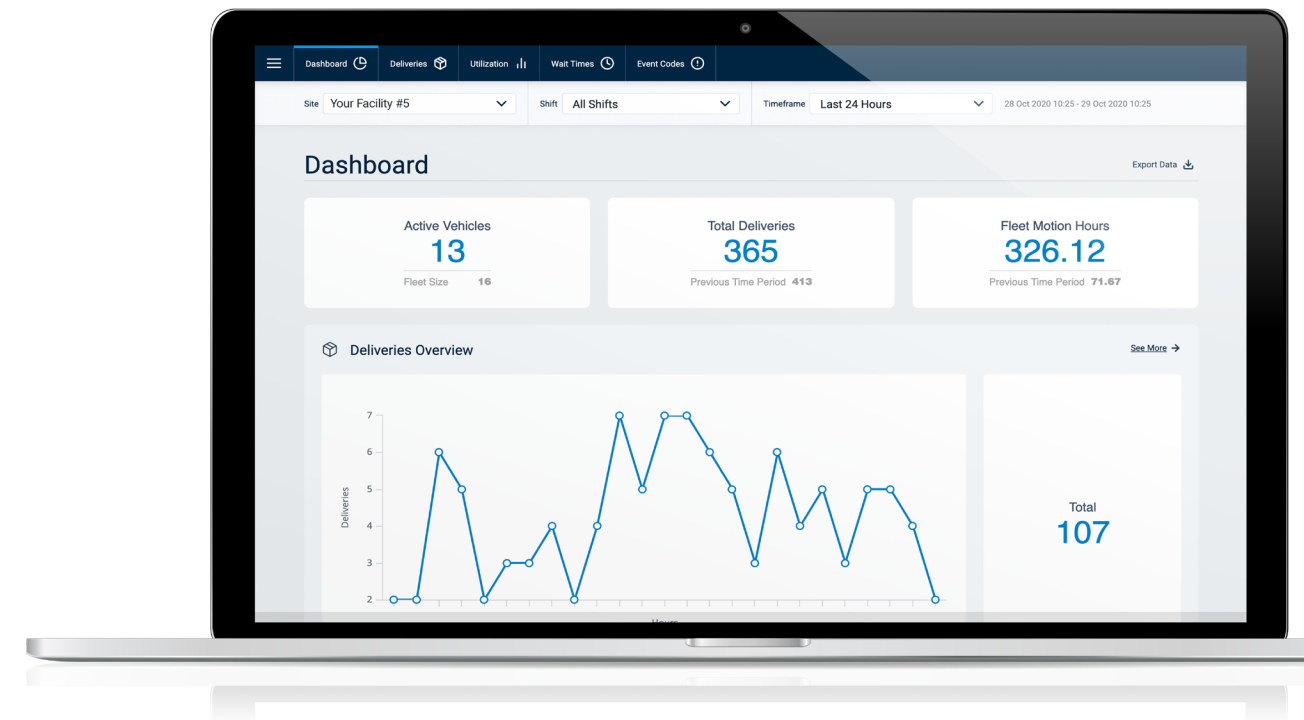 Dashboard Deliveries Utilization Wait Times Event Codes
Site Your Facility #5 Shift All Shifts Timeframe Last 24 Hours 28 Oct 2020 10:25 - 29 Oct 2020 10:25
Dashboard
Export Data
Active Vehicles
13
Fleet Size 16
Total Deliveries
365
Previous Time Period 413
Fleet Motion Hours
326.12
Previous Time Period 71.67
Deliveries Overview
See More
Deliveries
7
6
5
4
3
2
Hours
Total
107